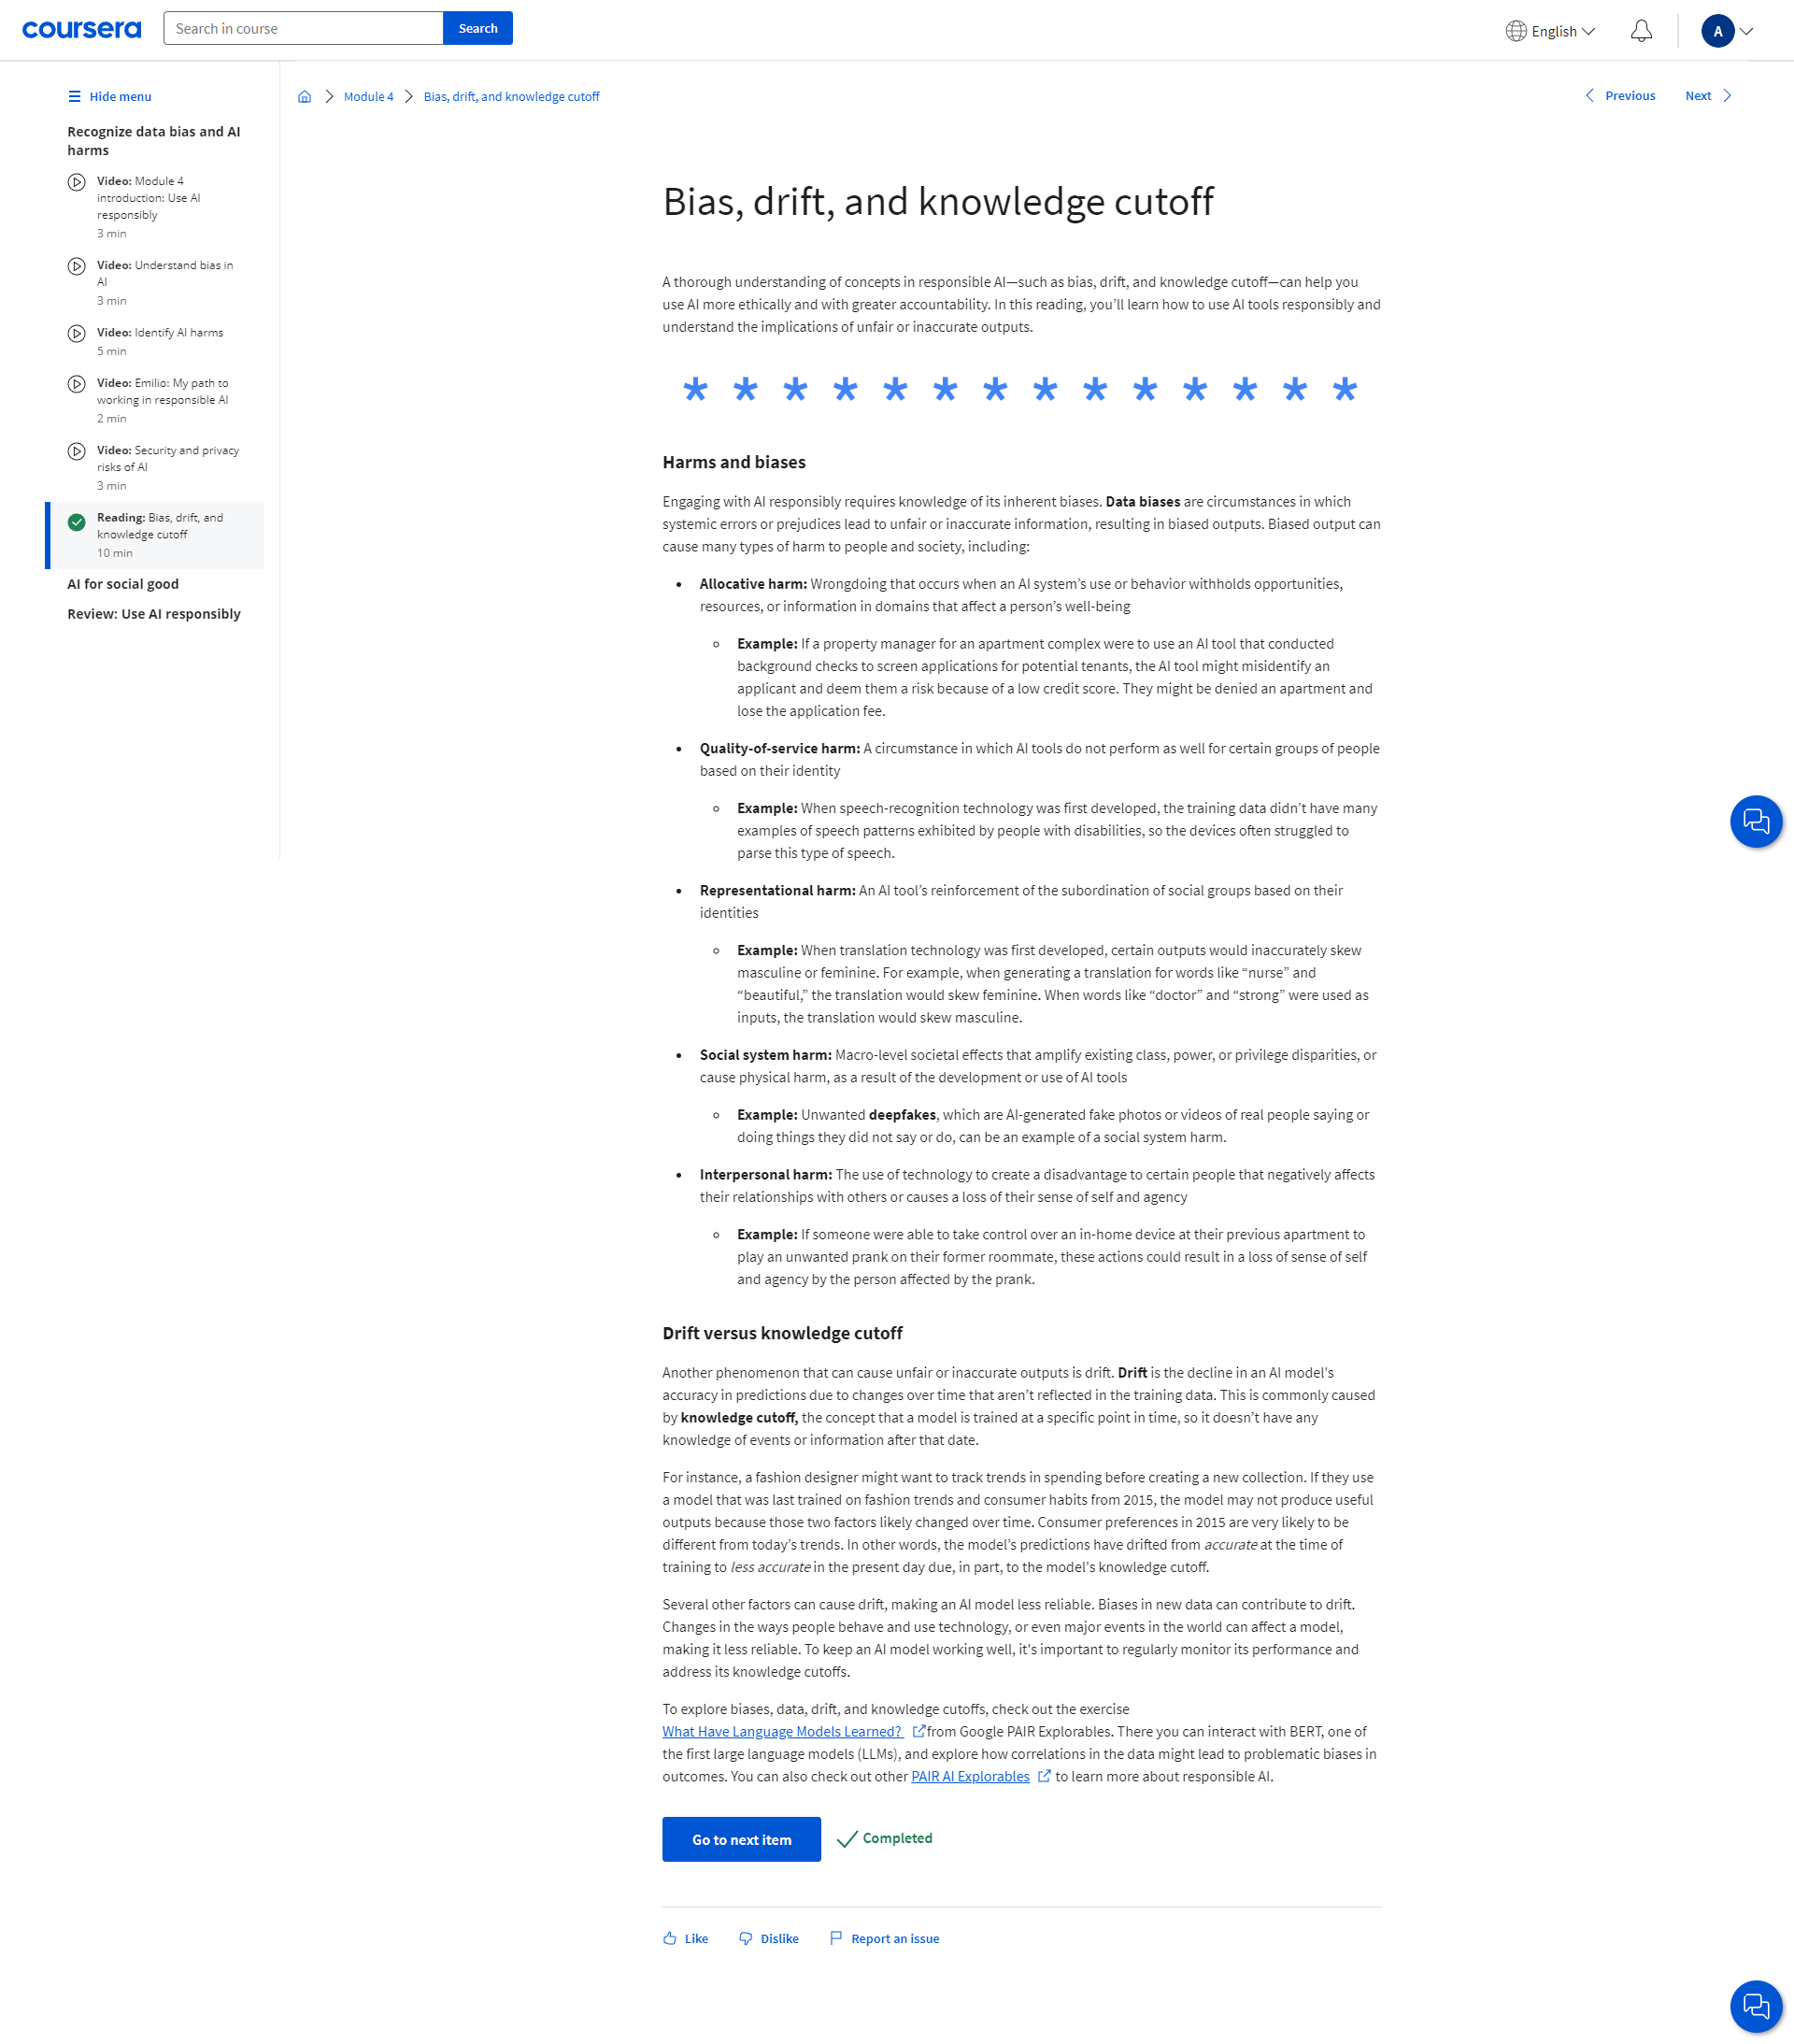 coursera
Search in course
Search
English
A
Hide menu
Recognize data bias and AI
harms
Video: Module 4
introduction: Use AI
responsibly
3 min
Video: Understand bias in
AI
3 min
Video: Identify AI harms
5 min
Video: Emilio: My path to
working in responsible AI
2 min
Video: Security and privacy
risks of AI
3 min
Reading: Bias, drift, and
knowledge cutoff
10 min
AI for social good
Review: Use AI responsibly
Module 4
Bias, drift, and knowledge cutoff
Previous
Next
Bias, drift, and knowledge cutoff
A thorough understanding of concepts in responsible AI—such as bias, drift, and knowledge cutoff—can help you
use AI more ethically and with greater accountability. In this reading, you’ll learn how to use AI tools responsibly and
understand the implications of unfair or inaccurate outputs.
* * * * * * * * * * * * * *
Harms and biases
Engaging with AI responsibly requires knowledge of its inherent biases. Data biases are circumstances in which
systemic errors or prejudices lead to unfair or inaccurate information, resulting in biased outputs. Biased output can
cause many types of harm to people and society, including:
• Allocative harm: Wrongdoing that occurs when an AI system’s use or behavior withholds opportunities,
resources, or information in domains that affect a person’s well-being
◦ Example: If a property manager for an apartment complex were to use an AI tool that conducted
background checks to screen applications for potential tenants, the AI tool might misidentify an
applicant and deem them a risk because of a low credit score. They might be denied an apartment and
lose the application fee.
• Quality-of-service harm: A circumstance in which AI tools do not perform as well for certain groups of people
based on their identity
◦ Example: When speech-recognition technology was first developed, the training data didn’t have many
examples of speech patterns exhibited by people with disabilities, so the devices often struggled to
parse this type of speech.
• Representational harm: An AI tool’s reinforcement of the subordination of social groups based on their
identities
◦ Example: When translation technology was first developed, certain outputs would inaccurately skew
masculine or feminine. For example, when generating a translation for words like “nurse” and
“beautiful,” the translation would skew feminine. When words like “doctor” and “strong” were used as
inputs, the translation would skew masculine.
• Social system harm: Macro-level societal effects that amplify existing class, power, or privilege disparities, or
cause physical harm, as a result of the development or use of AI tools
◦ Example: Unwanted deepfakes, which are AI-generated fake photos or videos of real people saying or
doing things they did not say or do, can be an example of a social system harm.
• Interpersonal harm: The use of technology to create a disadvantage to certain people that negatively affects
their relationships with others or causes a loss of their sense of self and agency
◦ Example: If someone were able to take control over an in-home device at their previous apartment to
play an unwanted prank on their former roommate, these actions could result in a loss of sense of self
and agency by the person affected by the prank.
Drift versus knowledge cutoff
Another phenomenon that can cause unfair or inaccurate outputs is drift. Drift is the decline in an AI model's
accuracy in predictions due to changes over time that aren’t reflected in the training data. This is commonly caused
by knowledge cutoff, the concept that a model is trained at a specific point in time, so it doesn’t have any
knowledge of events or information after that date.
For instance, a fashion designer might want to track trends in spending before creating a new collection. If they use
a model that was last trained on fashion trends and consumer habits from 2015, the model may not produce useful
outputs because those two factors likely changed over time. Consumer preferences in 2015 are very likely to be
different from today’s trends. In other words, the model’s predictions have drifted from accurate at the time of
training to less accurate in the present day due, in part, to the model's knowledge cutoff.
Several other factors can cause drift, making an AI model less reliable. Biases in new data can contribute to drift.
Changes in the ways people behave and use technology, or even major events in the world can affect a model,
making it less reliable. To keep an AI model working well, it's important to regularly monitor its performance and
address its knowledge cutoffs.
To explore biases, data, drift, and knowledge cutoffs, check out the exercise
What Have Language Models Learned? from Google PAIR Explorables. There you can interact with BERT, one of
the first large language models (LLMs), and explore how correlations in the data might lead to problematic biases in
outcomes. You can also check out other PAIR AI Explorables to learn more about responsible AI.
Go to next item
Completed
Like
Dislike
Report an issue